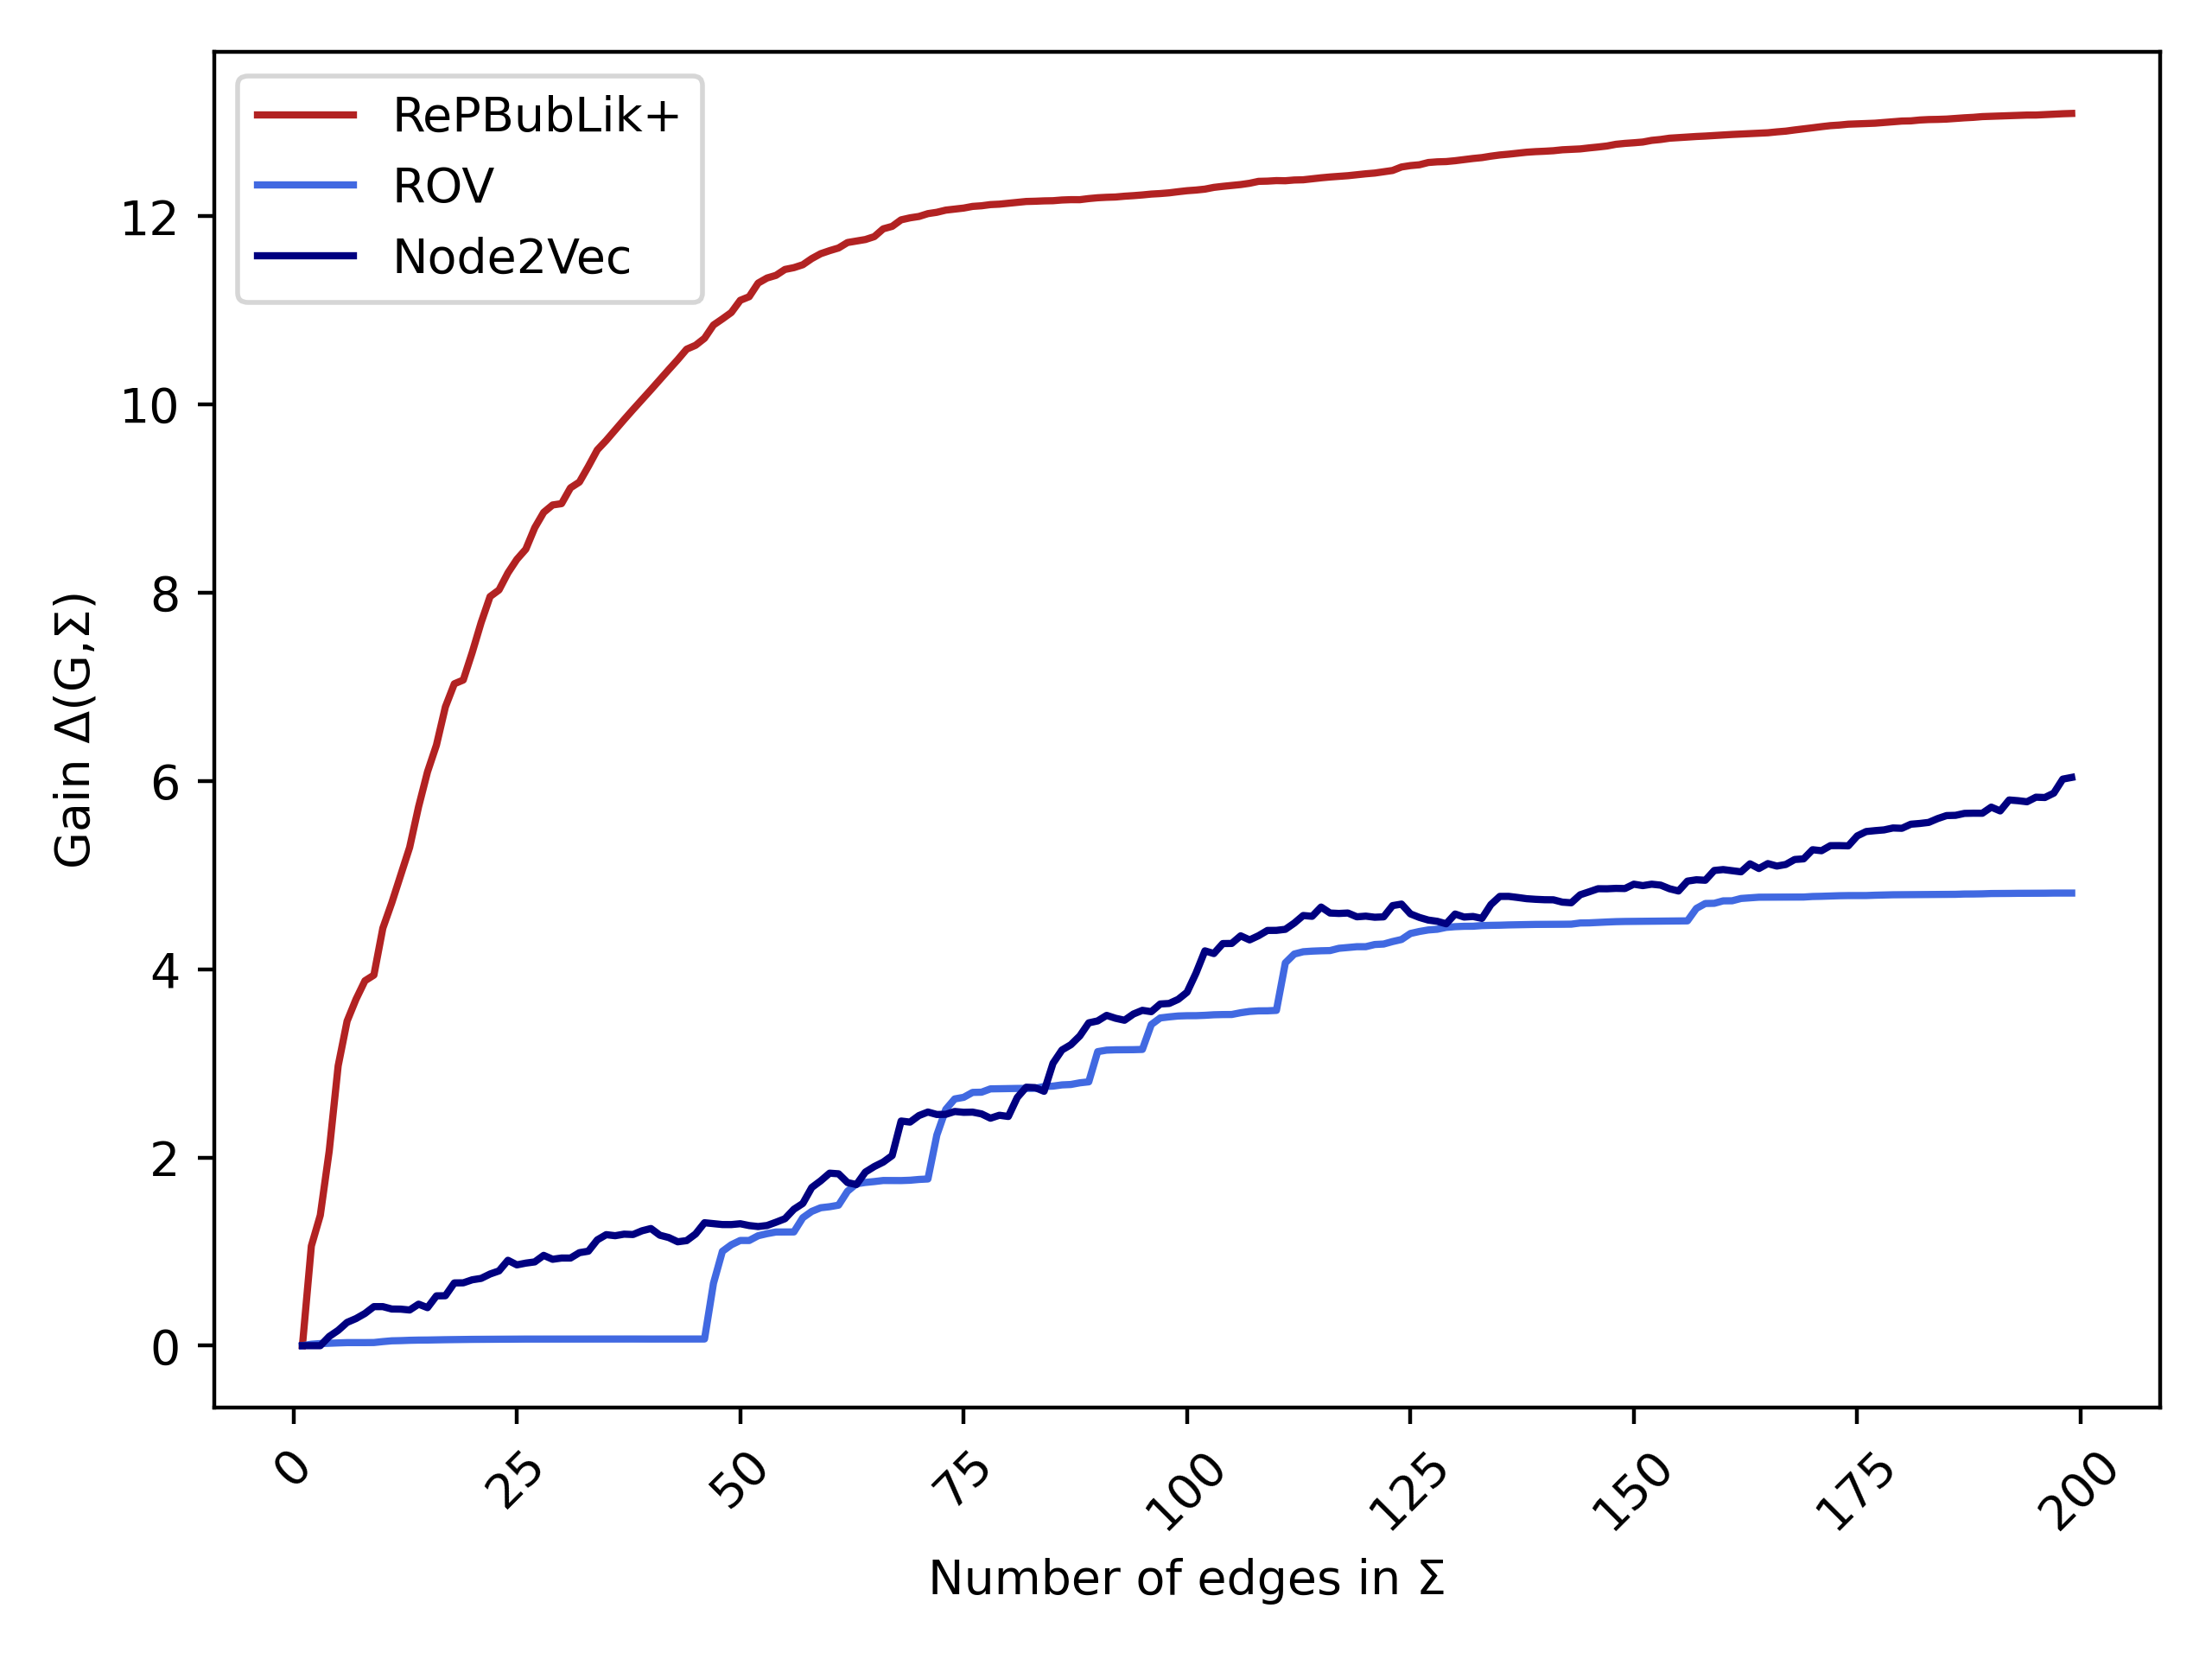 RePBubLik+
ROV
Node2Vec
Gain Δ(G,Σ)
12
10
8
6
4
2
0
0 25 50 75 100 125 150 175 200
Number of edges in Σ